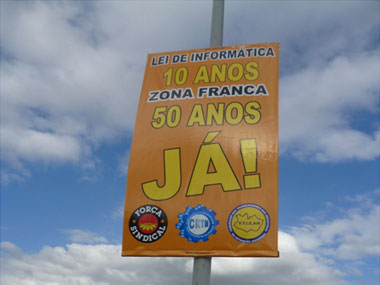 LEI DE INFORMÁTICA
10 ANOS
ZONA FRANCA
50 ANOS
JÁ!
FORÇA
SINDICAL